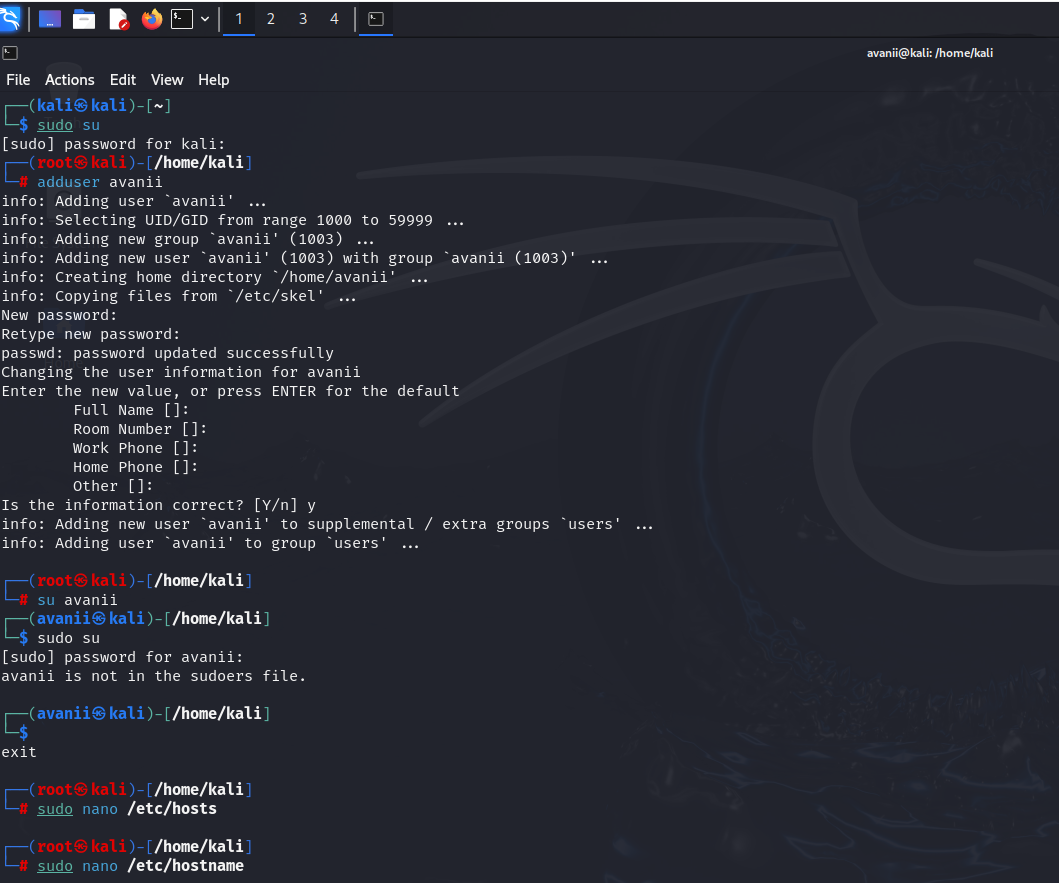 1 2 3 4
avanii@kali: /home/kali
File Actions Edit View Help
┌──(kali㉿kali)-[~]
└─$ sudo su
[sudo] password for kali:
┌──(root㉿kali)-[/home/kali]
└─# adduser avanii
info: Adding user `avanii' ...
info: Selecting UID/GID from range 1000 to 59999 ...
info: Adding new group `avanii' (1003) ...
info: Adding new user `avanii' (1003) with group `avanii (1003)' ...
info: Creating home directory `/home/avanii' ...
info: Copying files from `/etc/skel' ...
New password:
Retype new password:
passwd: password updated successfully
Changing the user information for avanii
Enter the new value, or press ENTER for the default
Full Name []:
Room Number []:
Work Phone []:
Home Phone []:
Other []:
Is the information correct? [Y/n] y
info: Adding new user `avanii' to supplemental / extra groups `users' ...
info: Adding user `avanii' to group `users' ...
┌──(root㉿kali)-[/home/kali]
└─# su avanii
┌──(avanii㉿kali)-[/home/kali]
└─$ sudo su
[sudo] password for avanii:
avanii is not in the sudoers file.
┌──(avanii㉿kali)-[/home/kali]
└─$
exit
┌──(root㉿kali)-[/home/kali]
└─# sudo nano /etc/hosts
┌──(root㉿kali)-[/home/kali]
└─# sudo nano /etc/hostname